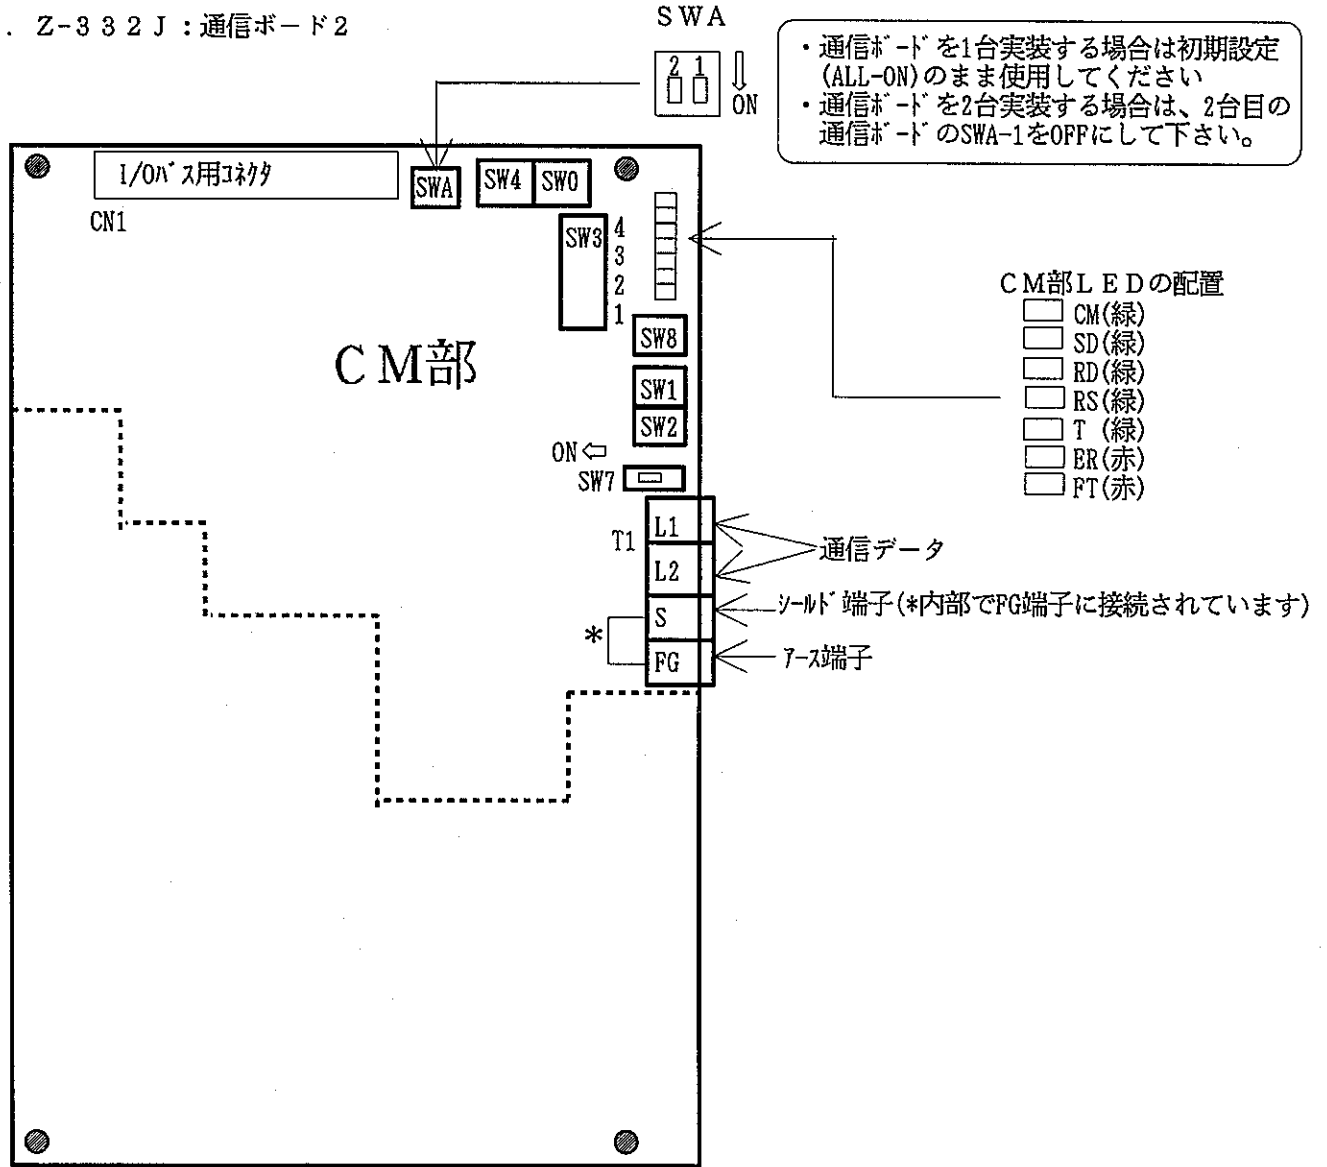 . Z-332J:通信ボード2
SWA
2 1
ON
・通信ボードを1台実装する場合は初期設定
(ALL-ON)のまま使用してください
・通信ボードを2台実装する場合は、2台目の
通信ボードのSWA-1をOFFにして下さい。
I/Oバス用コネクタ
CN1
SWA
SW4
SW0
SW3
4
3
2
1
SW8
SW1
SW2
ON
SW7
CM部
CM部LEDの配置
CM(緑)
SD(緑)
RD(緑)
RS(緑)
T (緑)
ER(赤)
FT(赤)
T1
L1
L2
S
FG
*
通信データ
シールド端子(*内部でFG端子に接続されています)
アース端子